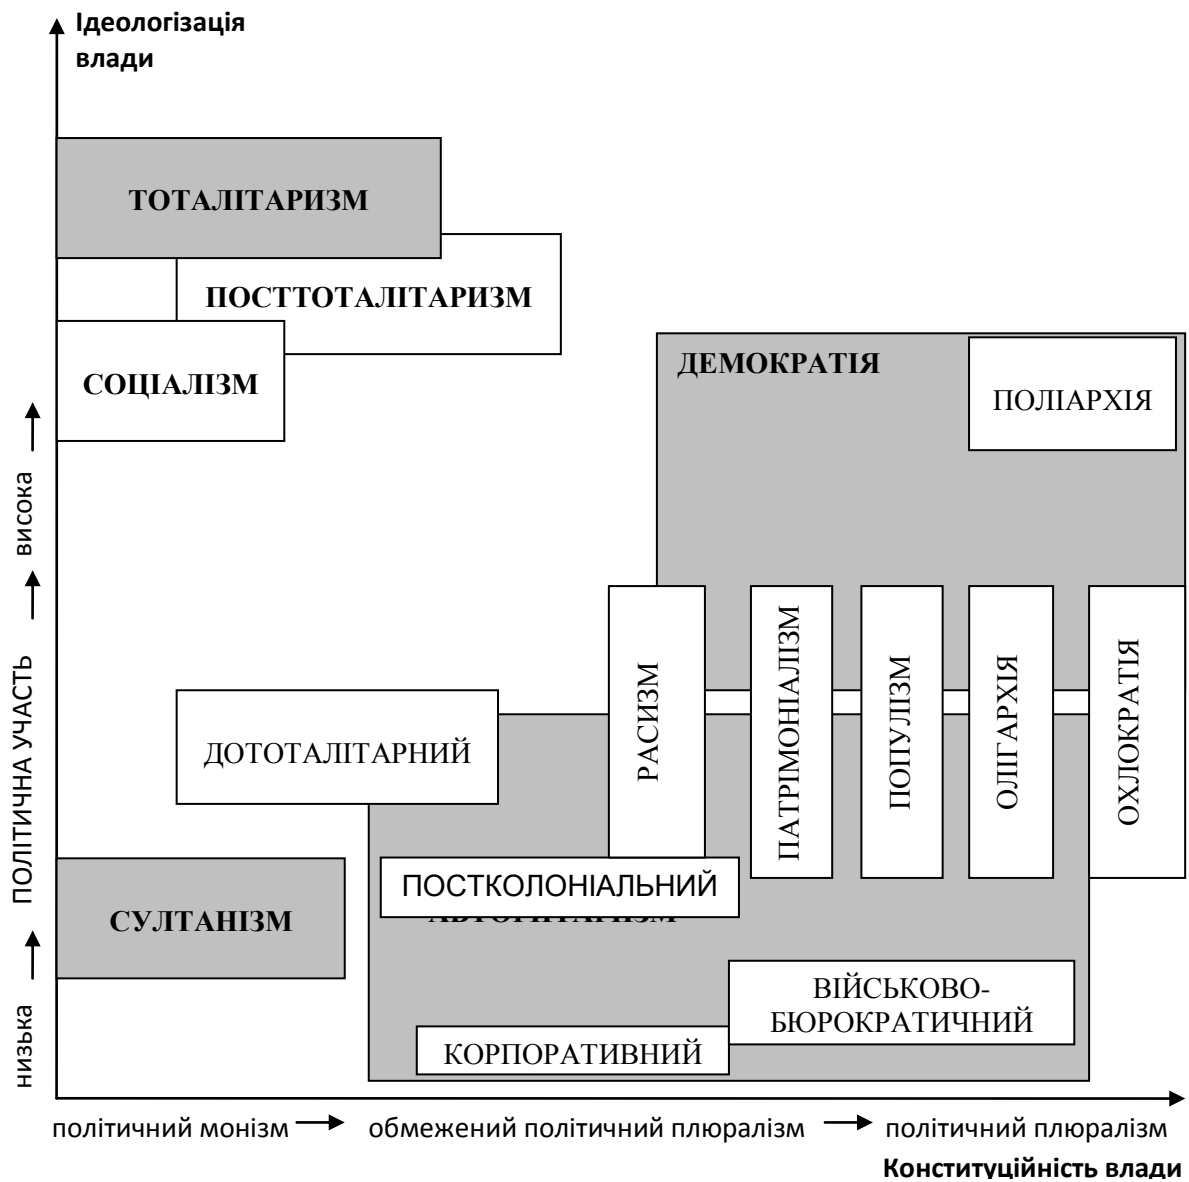 Ідеологізація
влади
ТОТАЛІТАРИЗМ
ПОСТТОТАЛІТАРИЗМ
СОЦІАЛІЗМ
ДЕМОКРАТІЯ
ПОЛІАРХІЯ
РАСИЗМ
ПАТРІМОНІАЛІЗМ
ПОПУЛІЗМ
ОЛІГАРХІЯ
ОХЛОКРАТІЯ
ДОТОТАЛІТАРНИЙ
ПОСТКОЛОНІАЛЬНИЙ
АВТОРИТАРИЗМ
СУЛТАНІЗМ
ВІЙСЬКОВО-
БЮРОКРАТИЧНИЙ
КОРПОРАТИВНИЙ
низька → ПОЛІТИЧНА УЧАСТЬ → висока →
політичний монізм → обмежений політичний плюралізм → політичний плюралізм
Конституційність влади